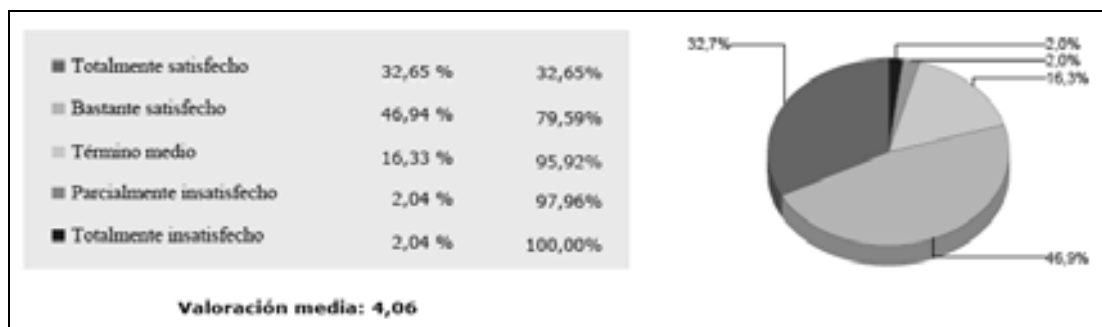 Totalmente satisfecho 32,65 % 32,65%
Bastante satisfecho 46,94 % 79,59%
Término medio 16,33 % 95,92%
Parcialmente insatisfecho 2,04 % 97,96%
Totalmente insatisfecho 2,04 % 100,00%
Valoración media: 4,06
32,7%
2,0%
2,0%
16,3%
46,9%